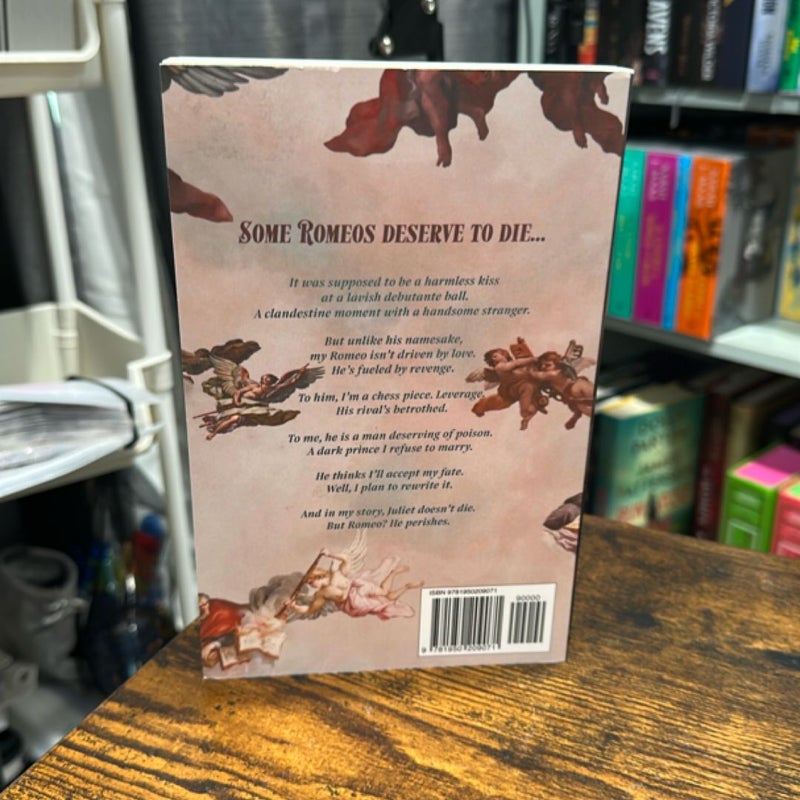 SOME ROMEOS DESERVE TO DIE...
It was supposed to be a harmless kiss
at a lavish debutante ball.
A clandestine moment with a handsome stranger.
But unlike his namesake,
my Romeo isn't driven by love.
He's fueled by revenge.
To him, I'm a chess piece. Leverage.
His rival's betrothed.
To me, he is a man deserving of poison.
A dark prince I refuse to marry.
He thinks I'll accept my fate.
Well, I plan to rewrite it.
And in my story, Juliet doesn't die.
But Romeo? He perishes.
ISBN 9781950209071
90000
9 781950 209071